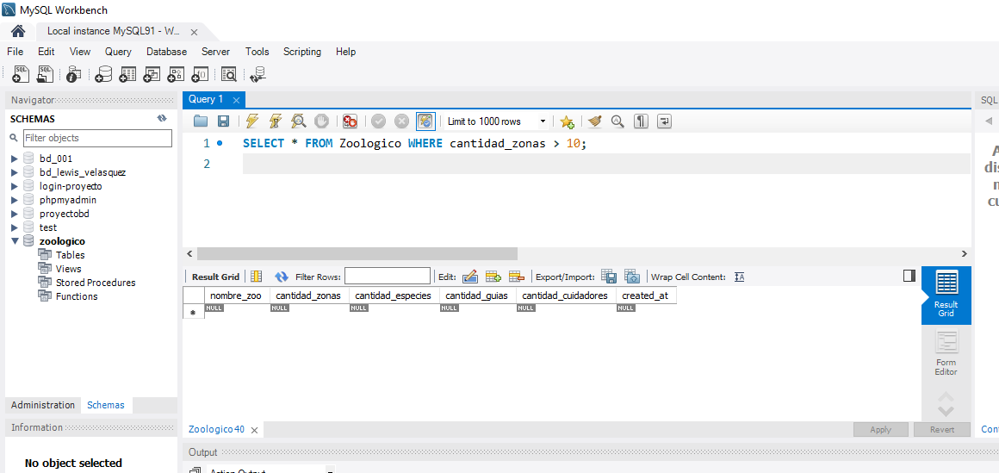 MySQL Workbench
Local instance MySQL91 - W... ×
File Edit View Query Database Server Tools Scripting Help
Navigator
SCHEMAS
Filter objects
bd_001
bd_lewis_velasquez
login-proyecto
phpmyadmin
proyectobd
test
zoologico
Tables
Views
Stored Procedures
Functions
Administration Schemas
Information
No object selected
Query 1 ×
Limit to 1000 rows
1 SELECT * FROM Zoologico WHERE cantidad_zonas > 10;
2
Result Grid Filter Rows: Edit: Export/Import: Wrap Cell Content:
nombre_zoo cantidad_zonas cantidad_especies cantidad_guias cantidad_cuidadores created_at
NULL NULL NULL NULL NULL NULL
Result
Grid
Form
Editor
Zoologico 40 ×
Apply Revert
Output
Action Output
SQL
A
dis
cu
Cont